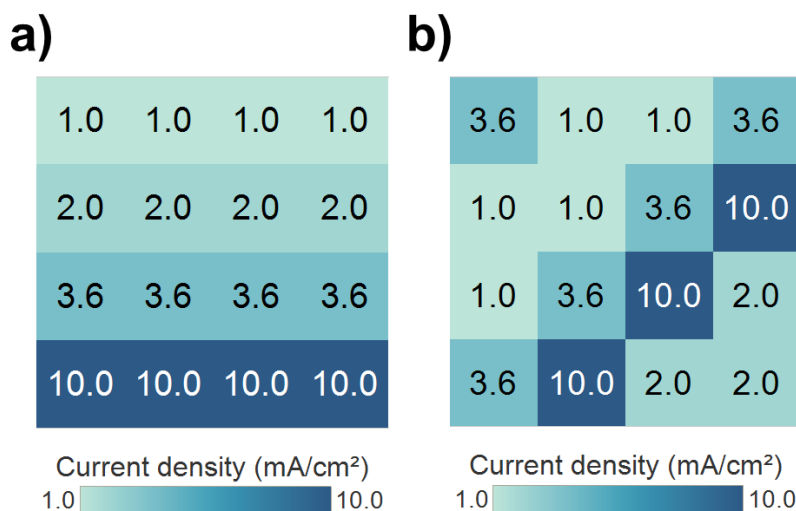 a)
1.0 1.0 1.0 1.0
2.0 2.0 2.0 2.0
3.6 3.6 3.6 3.6
10.0 10.0 10.0 10.0
Current density (mA/cm²)
1.0 10.0
b)
3.6 1.0 1.0 3.6
1.0 1.0 3.6 10.0
1.0 3.6 10.0 2.0
3.6 10.0 2.0 2.0
Current density (mA/cm²)
1.0 10.0